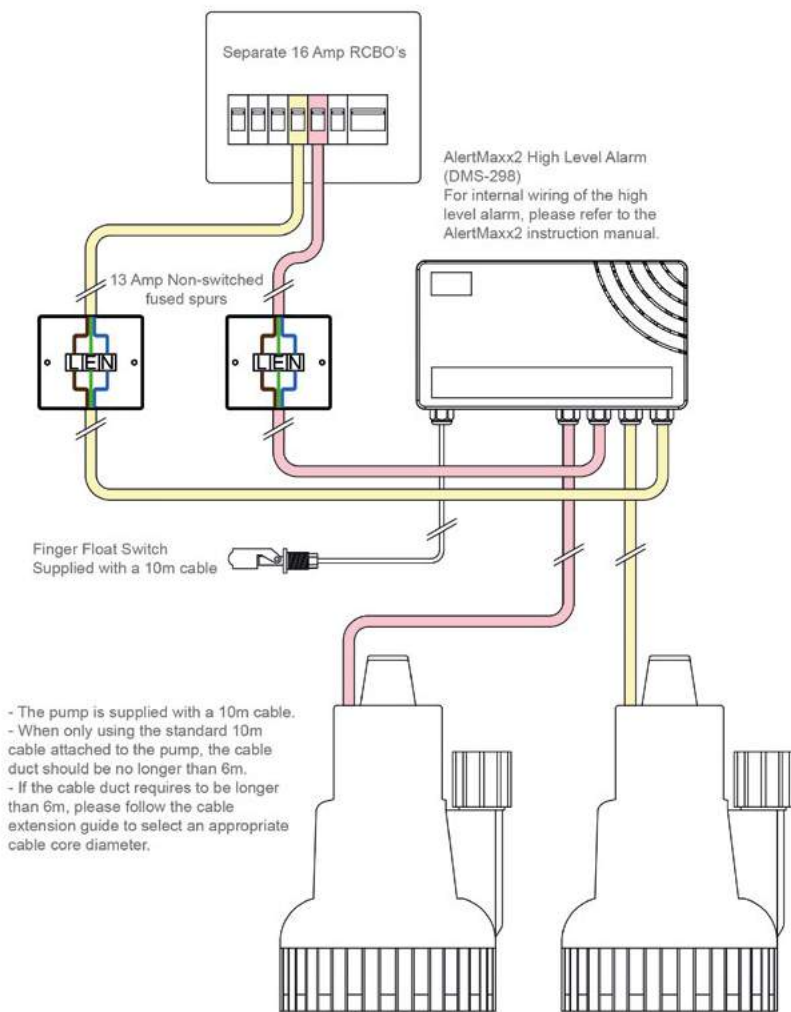 Separate 16 Amp RCBO's
AlertMaxx2 High Level Alarm
(DMS-298)
For internal wiring of the high
level alarm, please refer to the
AlertMaxx2 instruction manual.
13 Amp Non-switched
fused spurs
L E N
L E N
Finger Float Switch
Supplied with a 10m cable
- The pump is supplied with a 10m cable.
- When only using the standard 10m
cable attached to the pump, the cable
duct should be no longer than 6m.
- If the cable duct requires to be longer
than 6m, please follow the cable
extension guide to select an appropriate
cable core diameter.